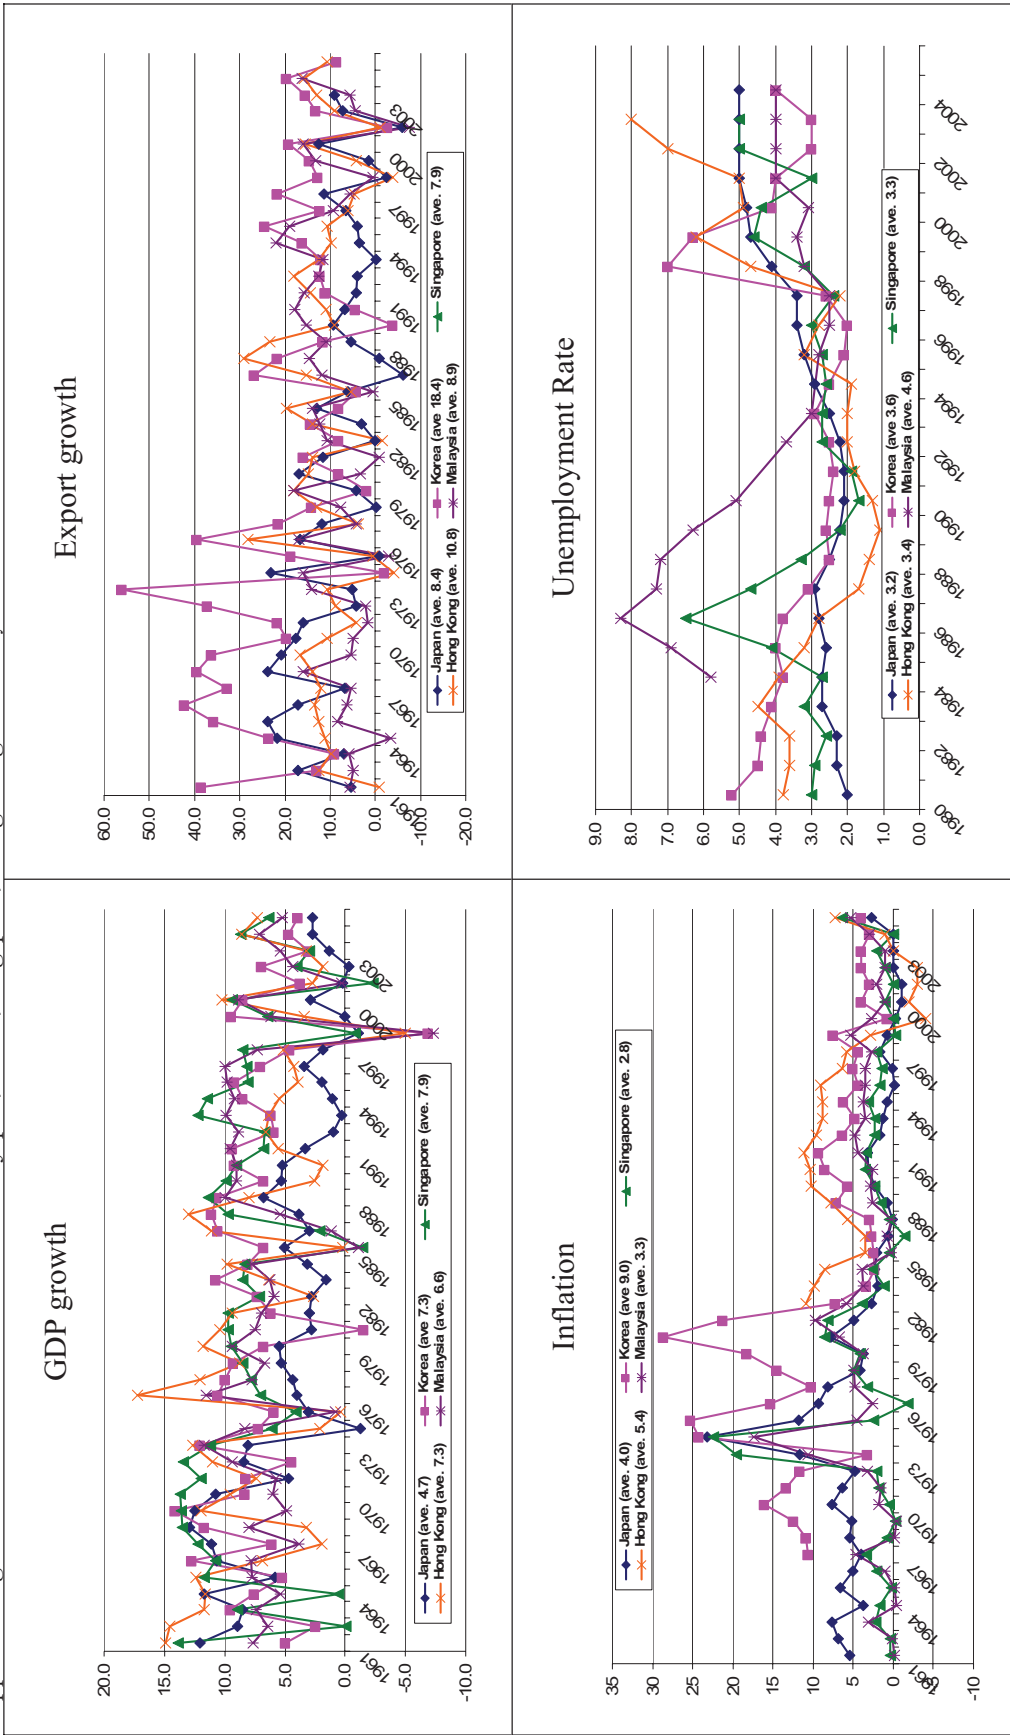 GDP growth
20.0
15.0
10.0
5.0
0.0
-5.0
-10.0
1961 1964 1967 1970 1973 1976 1979 1982 1985 1988 1991 1994 1997 2000 2003
Japan (ave. 4.7) Korea (ave 7.3) Singapore (ave. 7.9)
Hong Kong (ave. 7.3) Malaysia (ave. 6.6)
Export growth
60.0
50.0
40.0
30.0
20.0
10.0
0.0
-10.0
-20.0
1961 1964 1967 1970 1973 1976 1979 1982 1985 1988 1991 1994 1997 2000 2003
Japan (ave. 8.4) Korea (ave 18.4) Singapore (ave. 7.9)
Hong Kong (ave. 10.8) Malaysia (ave. 8.9)
Inflation
35
30
25
20
15
10
5
0
-5
-10
1961 1964 1967 1970 1973 1976 1979 1982 1985 1988 1991 1994 1997 2000 2003
Japan (ave. 4.0) Korea (ave 9.0) Singapore (ave. 2.8)
Hong Kong (ave. 5.4) Malaysia (ave. 3.3)
Unemployment Rate
9.0
8.0
7.0
6.0
5.0
4.0
3.0
2.0
1.0
0.0
1980 1982 1984 1986 1988 1990 1992 1994 1996 1998 2000 2002 2004
Japan (ave. 3.2) Korea (ave 3.6) Singapore (ave. 3.3)
Hong Kong (ave. 3.4) Malaysia (ave. 4.6)